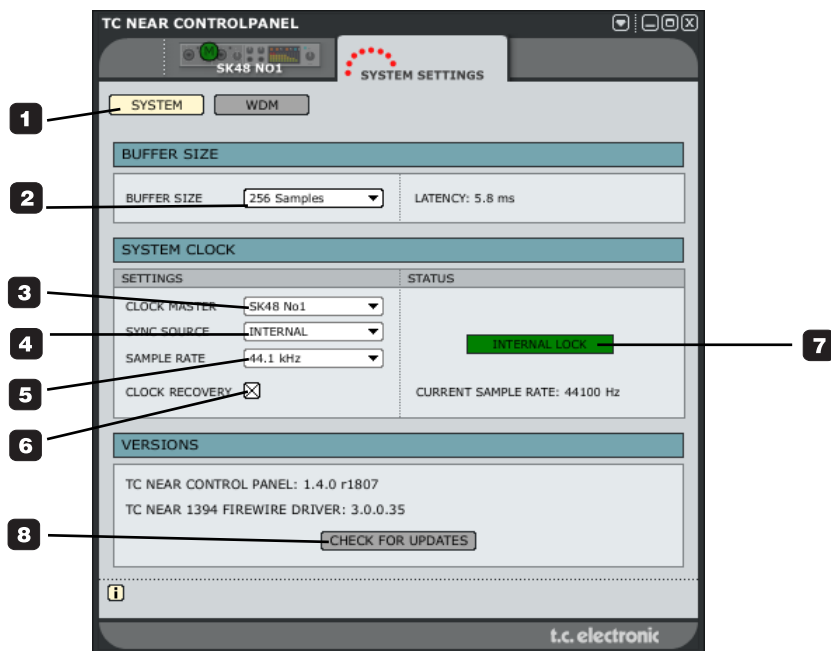 TC NEAR CONTROLPANEL
M
SK48 NO1
SYSTEM SETTINGS
1
SYSTEM
WDM
BUFFER SIZE
2
BUFFER SIZE
256 Samples
LATENCY: 5.8 ms
SYSTEM CLOCK
SETTINGS
STATUS
3
CLOCK MASTER
SK48 No1
4
SYNC SOURCE
INTERNAL
INTERNAL LOCK
7
5
SAMPLE RATE
44.1 kHz
6
CLOCK RECOVERY
CURRENT SAMPLE RATE: 44100 Hz
VERSIONS
TC NEAR CONTROL PANEL: 1.4.0 r1807
TC NEAR 1394 FIREWIRE DRIVER: 3.0.0.35
8
CHECK FOR UPDATES
i
t.c. electronic